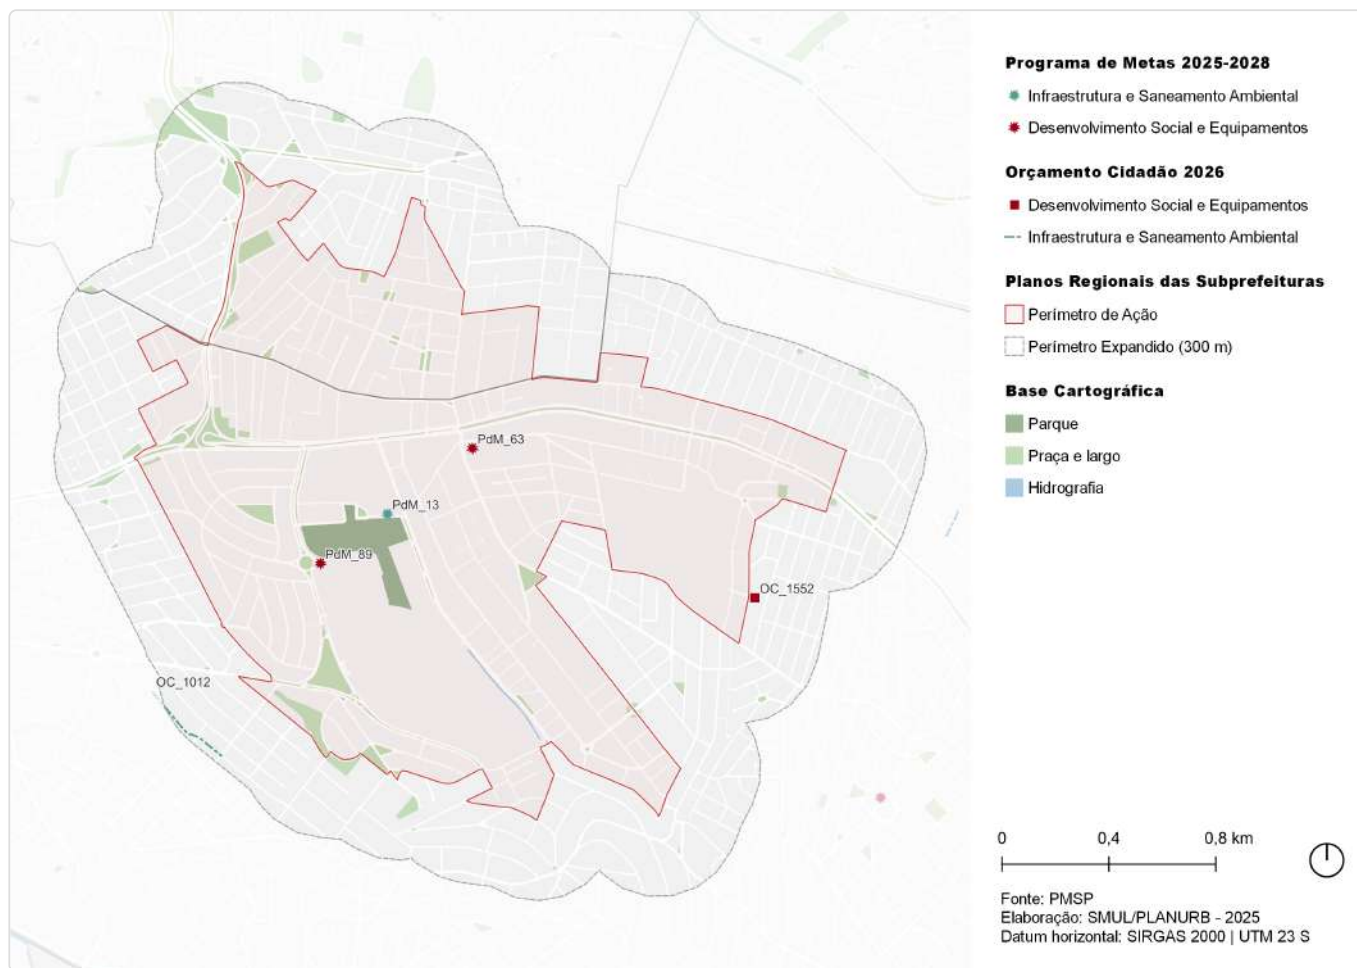 Programa de Metas 2025-2028
Infraestrutura e Saneamento Ambiental
Desenvolvimento Social e Equipamentos
Orçamento Cidadão 2026
Desenvolvimento Social e Equipamentos
Infraestrutura e Saneamento Ambiental
Planos Regionais das Subprefeituras
Perímetro de Ação
Perímetro Expandido (300 m)
Base Cartográfica
Parque
Praça e largo
Hidrografia
PdM_63
PdM_13
PdM_89
OC_1552
OC_1012
0 0,4 0,8 km
Fonte: PMSP
Elaboração: SMUL/PLANURB - 2025
Datum horizontal: SIRGAS 2000 | UTM 23 S